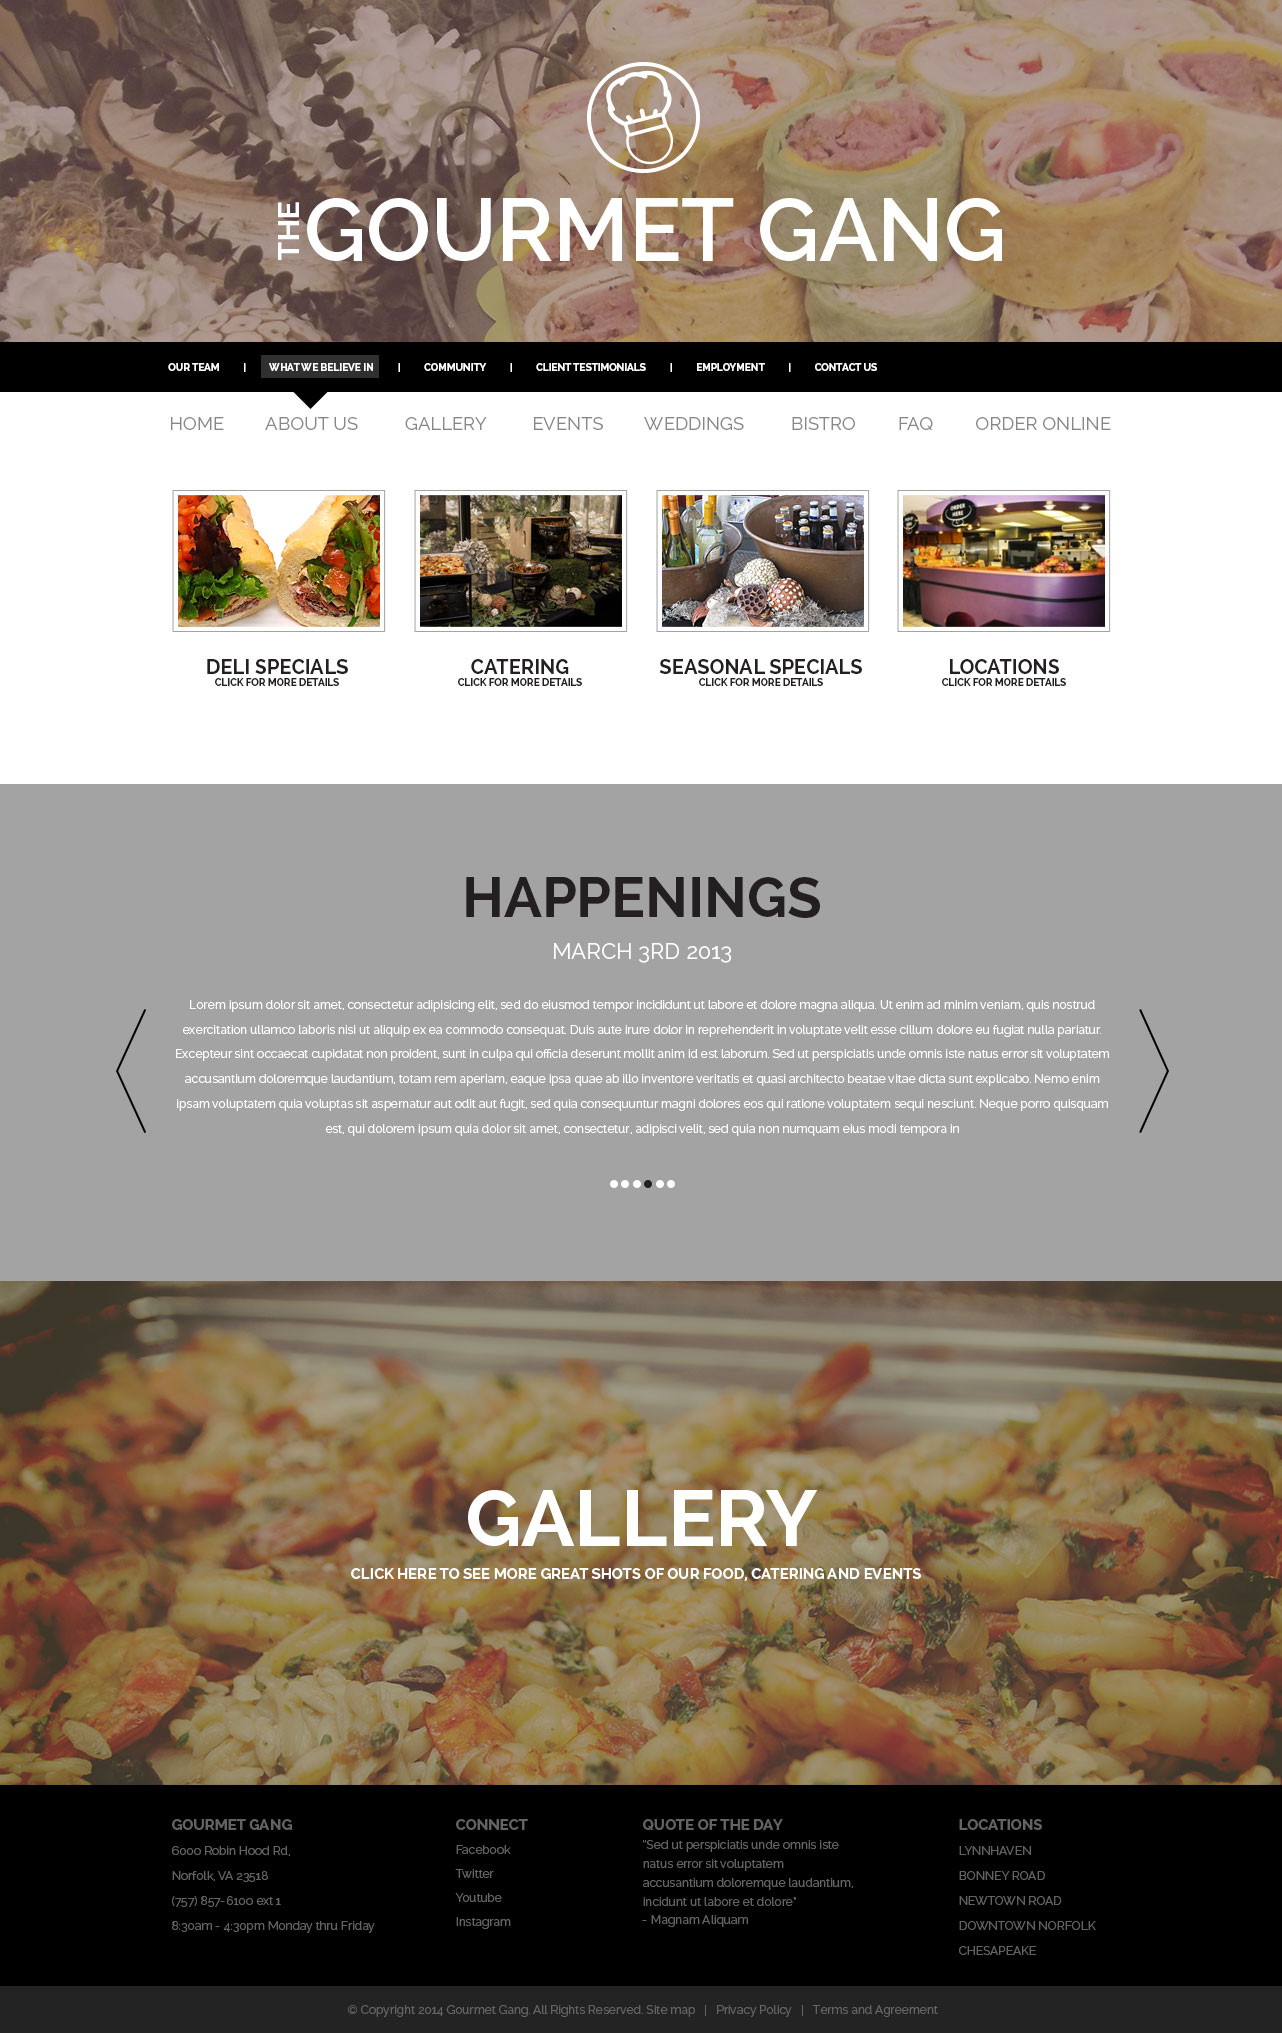 THE GOURMET GANG
OUR TEAM | WHAT WE BELIEVE IN | COMMUNITY | CLIENT TESTIMONIALS | EMPLOYMENT | CONTACT US
HOME ABOUT US GALLERY EVENTS WEDDINGS BISTRO FAQ ORDER ONLINE
ORDER HERE
DELI SPECIALS
CLICK FOR MORE DETAILS
CATERING
CLICK FOR MORE DETAILS
SEASONAL SPECIALS
CLICK FOR MORE DETAILS
LOCATIONS
CLICK FOR MORE DETAILS
HAPPENINGS
MARCH 3RD 2013
Lorem ipsum dolor sit amet, consectetur adipisicing elit, sed do eiusmod tempor incididunt ut labore et dolore magna aliqua. Ut enim ad minim veniam, quis nostrud
exercitation ullamco laboris nisi ut aliquip ex ea commodo consequat. Duis aute irure dolor in reprehenderit in voluptate velit esse cillum dolore eu fugiat nulla pariatur.
Excepteur sint occaecat cupidatat non proident, sunt in culpa qui officia deserunt mollit anim id est laborum. Sed ut perspiciatis unde omnis iste natus error sit voluptatem
accusantium doloremque laudantium, totam rem aperiam, eaque ipsa quae ab illo inventore veritatis et quasi architecto beatae vitae dicta sunt explicabo. Nemo enim
ipsam voluptatem quia voluptas sit aspernatur aut odit aut fugit, sed quia consequuntur magni dolores eos qui ratione voluptatem sequi nesciunt. Neque porro quisquam
est, qui dolorem ipsum quia dolor sit amet, consectetur, adipisci velit, sed quia non numquam eius modi tempora in
GALLERY
CLICK HERE TO SEE MORE GREAT SHOTS OF OUR FOOD, CATERING AND EVENTS
GOURMET GANG
6000 Robin Hood Rd,
Norfolk, VA 23518
(757) 857-6100 ext 1
8:30am - 4:30pm Monday thru Friday
CONNECT
Facebook
Twitter
Youtube
Instagram
QUOTE OF THE DAY
"Sed ut perspiciatis unde omnis iste
natus error sit voluptatem
accusantium doloremque laudantium,
incidunt ut labore et dolore"
- Magnam Aliquam
LOCATIONS
LYNNHAVEN
BONNEY ROAD
NEWTOWN ROAD
DOWNTOWN NORFOLK
CHESAPEAKE
© Copyright 2014 Gourmet Gang. All Rights Reserved. Site map | Privacy Policy | Terms and Agreement